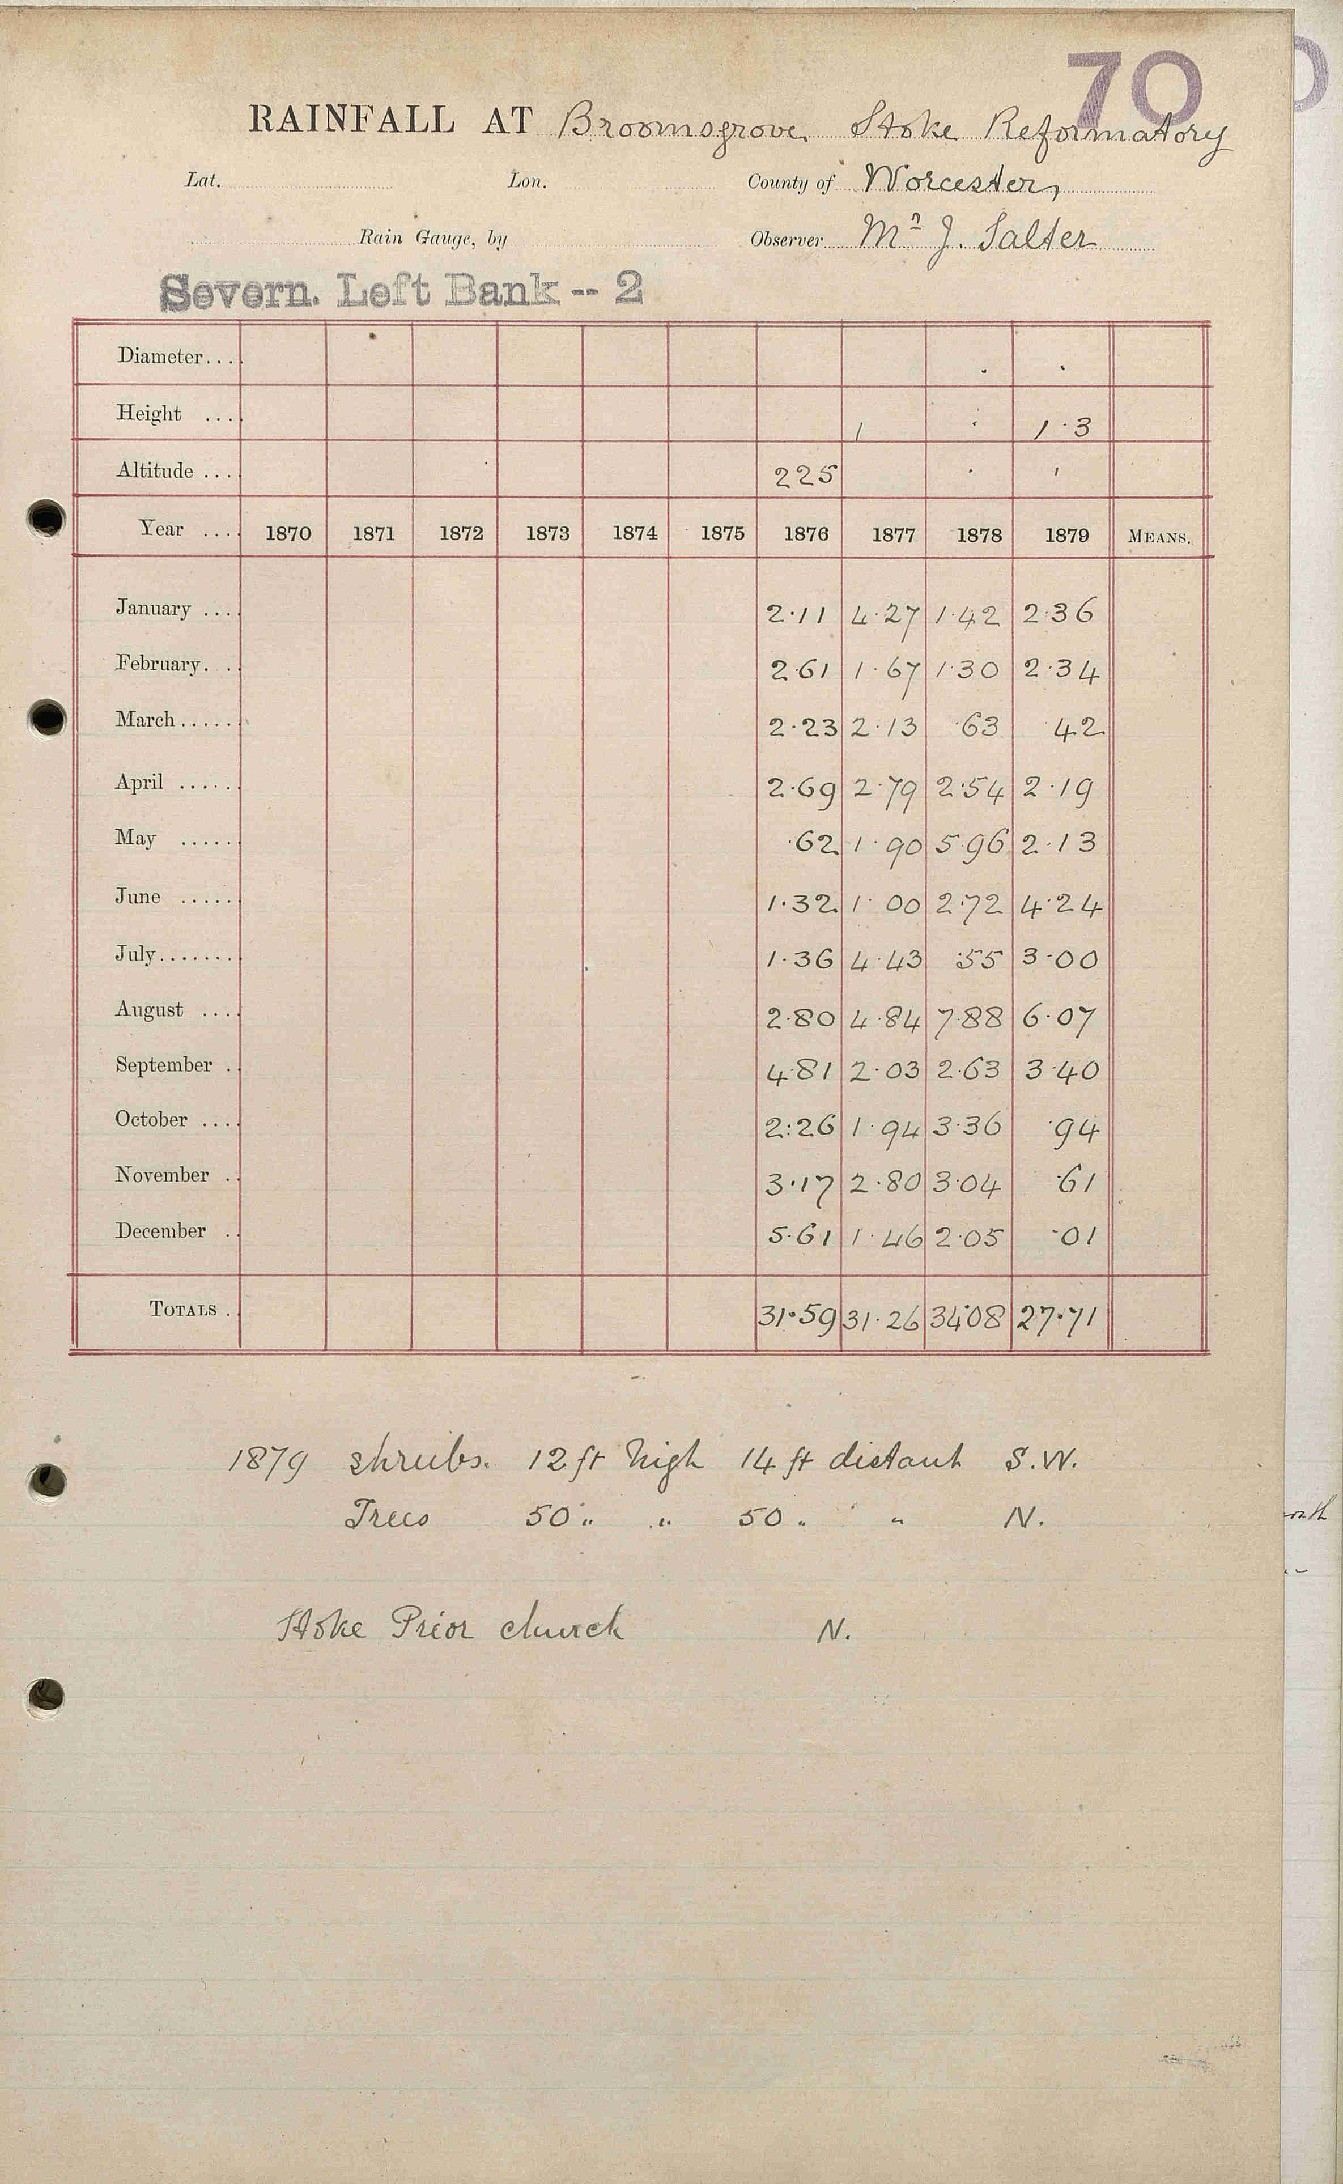 70
RAINFALL AT Bromsgrove Stoke Reformatory
Lat. Lon. County of Worcester
Rain Gauge, by Observer Mr J. Salter
Severn. Left Bank -- 2
Diameter....
Height .... 1 1·3
Altitude .... 225
Year .... 1870 1871 1872 1873 1874 1875 1876 1877 1878 1879 MEANS.
January .... 2·11 4·27 1·42 2·36
February... 2·61 1·67 1·30 2·34
March...... 2·23 2·13 ·63 ·42
April ...... 2·69 2·79 2·54 2·19
May ...... ·62 1·90 5·96 2·13
June ...... 1·32 1·00 2·72 4·24
July....... 1·36 4·43 ·55 3·00
August .... 2·80 4·84 7·88 6·07
September . 4·81 2·03 2·63 3·40
October .... 2·26 1·94 3·36 ·94
November .. 3·17 2·80 3·04 ·61
December .. 5·61 1·46 2·05 ·01
TOTALS .. 31·59 31·26 34·08 27·71
1879 shrubs. 12 ft high 14 ft distant S.W.
Trees 50 " " 50 " " N.
Stoke Prior church N.